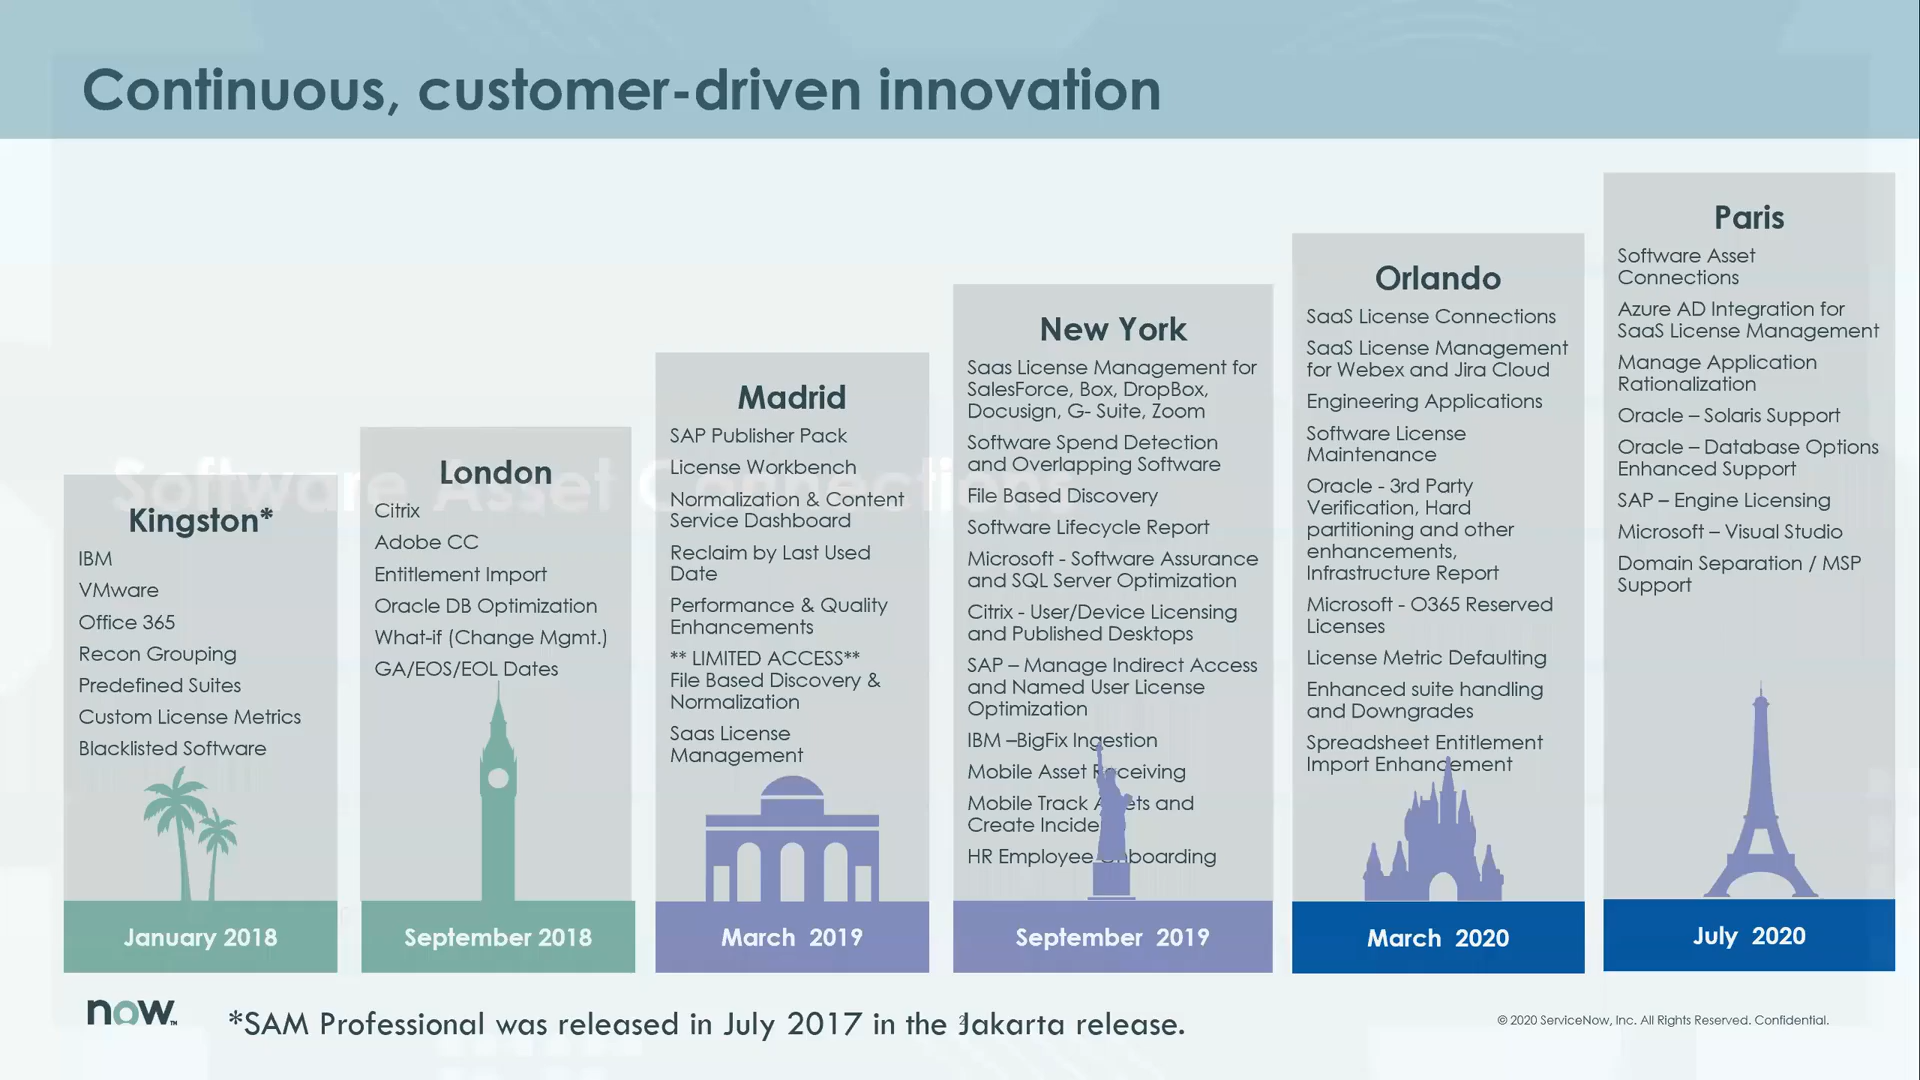 Continuous, customer-driven innovation
Software Asset Connections
Kingston*
IBM
VMware
Office 365
Recon Grouping
Predefined Suites
Custom License Metrics
Blacklisted Software
January 2018
London
Citrix
Adobe CC
Entitlement Import
Oracle DB Optimization
What-if (Change Mgmt.)
GA/EOS/EOL Dates
September 2018
Madrid
SAP Publisher Pack
License Workbench
Normalization & Content
Service Dashboard
Reclaim by Last Used
Date
Performance & Quality
Enhancements
** LIMITED ACCESS**
File Based Discovery &
Normalization
Saas License
Management
March 2019
New York
Saas License Management for
SalesForce, Box, DropBox,
Docusign, G- Suite, Zoom
Software Spend Detection
and Overlapping Software
File Based Discovery
Software Lifecycle Report
Microsoft - Software Assurance
and SQL Server Optimization
Citrix - User/Device Licensing
and Published Desktops
SAP – Manage Indirect Access
and Named User License
Optimization
IBM –BigFix Ingestion
Mobile Asset Receiving
Mobile Track Assets and
Create Incide
HR Employee Onboarding
September 2019
Orlando
SaaS License Connections
SaaS License Management
for Webex and Jira Cloud
Engineering Applications
Software License
Maintenance
Oracle - 3rd Party
Verification, Hard
partitioning and other
enhancements,
Infrastructure Report
Microsoft - O365 Reserved
Licenses
License Metric Defaulting
Enhanced suite handling
and Downgrades
Spreadsheet Entitlement
Import Enhancement
March 2020
Paris
Software Asset
Connections
Azure AD Integration for
SaaS License Management
Manage Application
Rationalization
Oracle – Solaris Support
Oracle – Database Options
Enhanced Support
SAP – Engine Licensing
Microsoft – Visual Studio
Domain Separation / MSP
Support
July 2020
now™
*SAM Professional was released in July 2017 in the Jakarta release.
© 2020 ServiceNow, Inc. All Rights Reserved. Confidential.